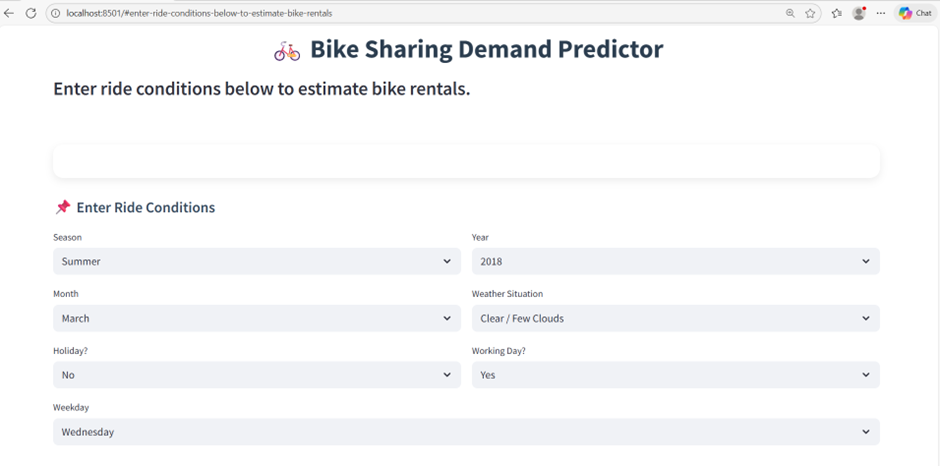 localhost:8501/#enter-ride-conditions-below-to-estimate-bike-rentals
Chat
Bike Sharing Demand Predictor
Enter ride conditions below to estimate bike rentals.
Enter Ride Conditions
Season Year
Summer 2018
Month Weather Situation
March Clear / Few Clouds
Holiday? Working Day?
No Yes
Weekday
Wednesday